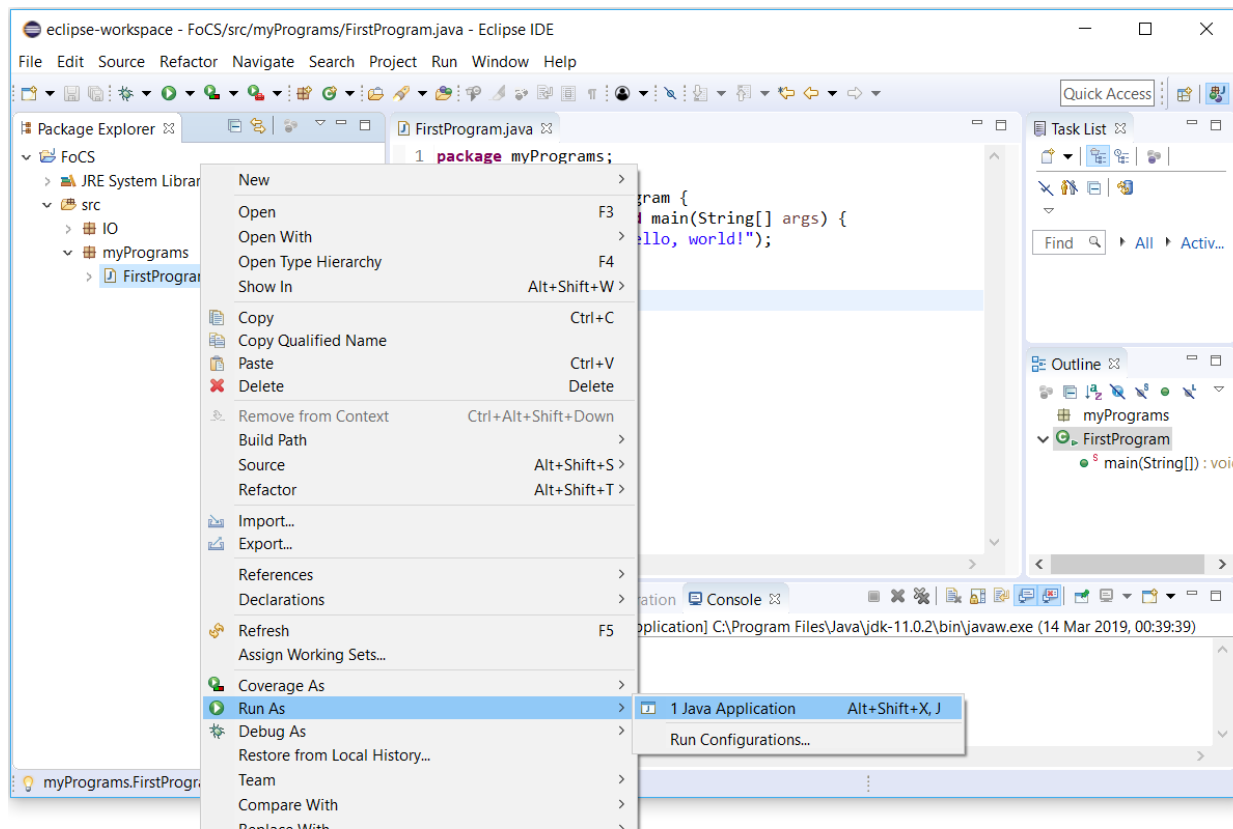 eclipse-workspace - FoCS/src/myPrograms/FirstProgram.java - Eclipse IDE
File Edit Source Refactor Navigate Search Project Run Window Help
Quick Access
Package Explorer
FoCS
JRE System Librar
src
IO
myPrograms
FirstProgra
FirstProgram.java
1 package myPrograms;
gram {
main(String[] args) {
ello, world!");
New
Open F3
Open With
Open Type Hierarchy F4
Show In Alt+Shift+W
Copy Ctrl+C
Copy Qualified Name
Paste Ctrl+V
Delete Delete
Remove from Context Ctrl+Alt+Shift+Down
Build Path
Source Alt+Shift+S
Refactor Alt+Shift+T
Import...
Export...
References
Declarations
Refresh F5
Assign Working Sets...
Coverage As
Run As
Debug As
Restore from Local History...
Team
Compare With
Replace With
1 Java Application Alt+Shift+X, J
Run Configurations...
Task List
Find All Activ...
Outline
myPrograms
FirstProgram
main(String[]) : voi
ration Console
pplication] C:\Program Files\Java\jdk-11.0.2\bin\javaw.exe (14 Mar 2019, 00:39:39)
myPrograms.FirstProgra